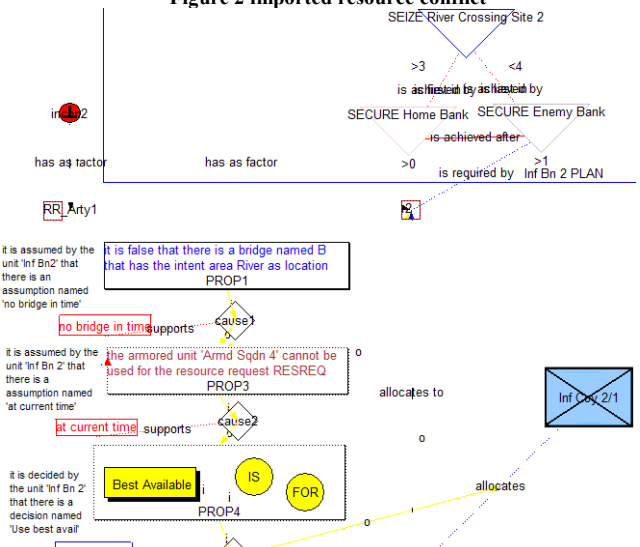 Figure 2 Imported resource conflict
SEIZE River Crossing Site 2
>3
<4
SECURE Home Bank
SECURE Enemy Bank
is achieved after
has as factor
>0
>1
is required by
Inf Bn 2 PLAN
RR_Arty1
it is assumed by the
unit 'Inf Bn2' that
there is an
assumption named
'no bridge in time'
it is false that there is a bridge named B
that has the intent area River as location
PROP1
no bridge in time
supports
cause1
it is assumed by the
unit 'Inf Bn 2' that
there is a
assumption named
'at current time'
the armored unit 'Armd Sqdn 4' cannot be
used for the resource request RESREQ
PROP3
o
allocates to
Inf Coy 2/1
at current time
supports
cause2
o
it is decided by
the unit 'Inf Bn 2'
that there is a
decision named
'Use best avail'
Best Available
IS
FOR
i
i
PROP4
allocates
o